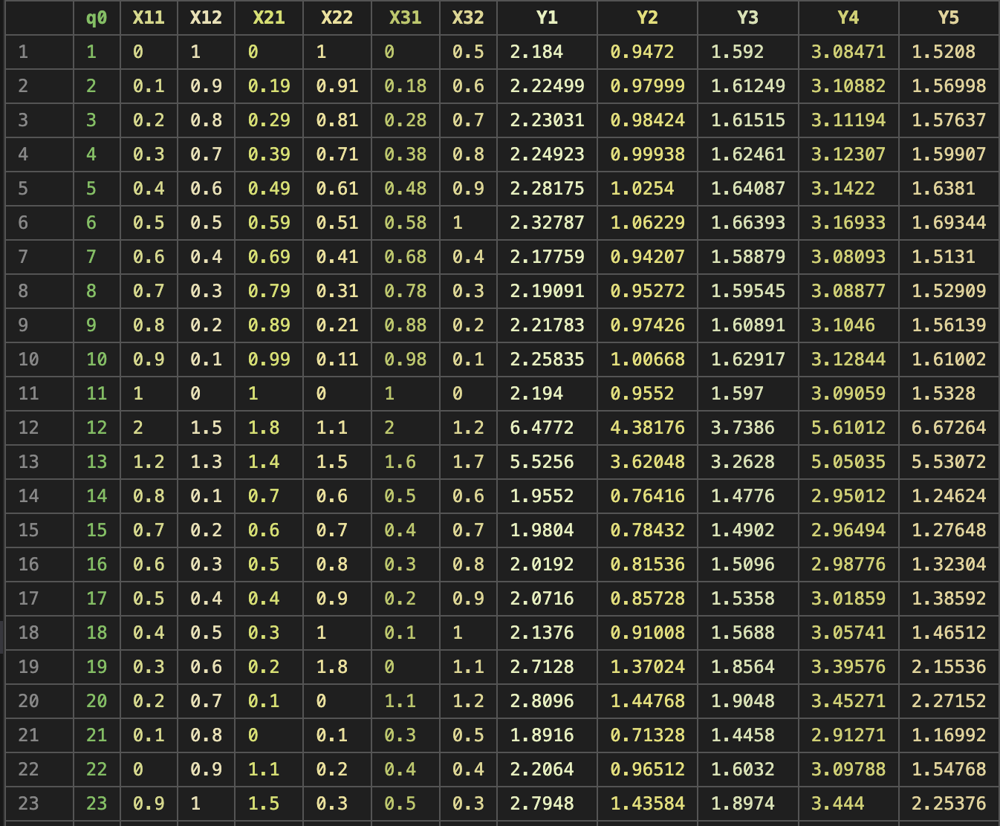 q0 X11 X12 X21 X22 X31 X32 Y1 Y2 Y3 Y4 Y5
1 1 0 1 0 1 0 0.5 2.184 0.9472 1.592 3.08471 1.5208
2 2 0.1 0.9 0.19 0.91 0.18 0.6 2.22499 0.97999 1.61249 3.10882 1.56998
3 3 0.2 0.8 0.29 0.81 0.28 0.7 2.23031 0.98424 1.61515 3.11194 1.57637
4 4 0.3 0.7 0.39 0.71 0.38 0.8 2.24923 0.99938 1.62461 3.12307 1.59907
5 5 0.4 0.6 0.49 0.61 0.48 0.9 2.28175 1.0254 1.64087 3.1422 1.6381
6 6 0.5 0.5 0.59 0.51 0.58 1 2.32787 1.06229 1.66393 3.16933 1.69344
7 7 0.6 0.4 0.69 0.41 0.68 0.4 2.17759 0.94207 1.58879 3.08093 1.5131
8 8 0.7 0.3 0.79 0.31 0.78 0.3 2.19091 0.95272 1.59545 3.08877 1.52909
9 9 0.8 0.2 0.89 0.21 0.88 0.2 2.21783 0.97426 1.60891 3.1046 1.56139
10 10 0.9 0.1 0.99 0.11 0.98 0.1 2.25835 1.00668 1.62917 3.12844 1.61002
11 11 1 0 1 0 1 0 2.194 0.9552 1.597 3.09059 1.5328
12 12 2 1.5 1.8 1.1 2 1.2 6.4772 4.38176 3.7386 5.61012 6.67264
13 13 1.2 1.3 1.4 1.5 1.6 1.7 5.5256 3.62048 3.2628 5.05035 5.53072
14 14 0.8 0.1 0.7 0.6 0.5 0.6 1.9552 0.76416 1.4776 2.95012 1.24624
15 15 0.7 0.2 0.6 0.7 0.4 0.7 1.9804 0.78432 1.4902 2.96494 1.27648
16 16 0.6 0.3 0.5 0.8 0.3 0.8 2.0192 0.81536 1.5096 2.98776 1.32304
17 17 0.5 0.4 0.4 0.9 0.2 0.9 2.0716 0.85728 1.5358 3.01859 1.38592
18 18 0.4 0.5 0.3 1 0.1 1 2.1376 0.91008 1.5688 3.05741 1.46512
19 19 0.3 0.6 0.2 1.8 0 1.1 2.7128 1.37024 1.8564 3.39576 2.15536
20 20 0.2 0.7 0.1 0 1.1 1.2 2.8096 1.44768 1.9048 3.45271 2.27152
21 21 0.1 0.8 0 0.1 0.3 0.5 1.8916 0.71328 1.4458 2.91271 1.16992
22 22 0 0.9 1.1 0.2 0.4 0.4 2.2064 0.96512 1.6032 3.09788 1.54768
23 23 0.9 1 1.5 0.3 0.5 0.3 2.7948 1.43584 1.8974 3.444 2.25376